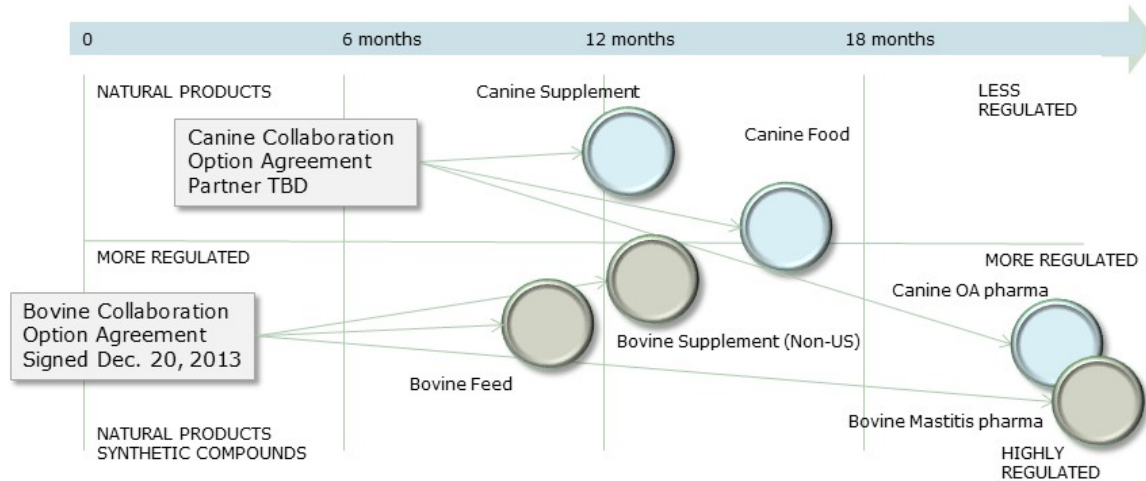 0
6 months
12 months
18 months
NATURAL PRODUCTS
Canine Supplement
LESS
REGULATED
Canine Collaboration
Option Agreement
Partner TBD
Canine Food
MORE REGULATED
MORE REGULATED
Canine OA pharma
Bovine Collaboration
Option Agreement
Signed Dec. 20, 2013
Bovine Supplement (Non-US)
Bovine Feed
Bovine Mastitis pharma
NATURAL PRODUCTS
SYNTHETIC COMPOUNDS
HIGHLY
REGULATED